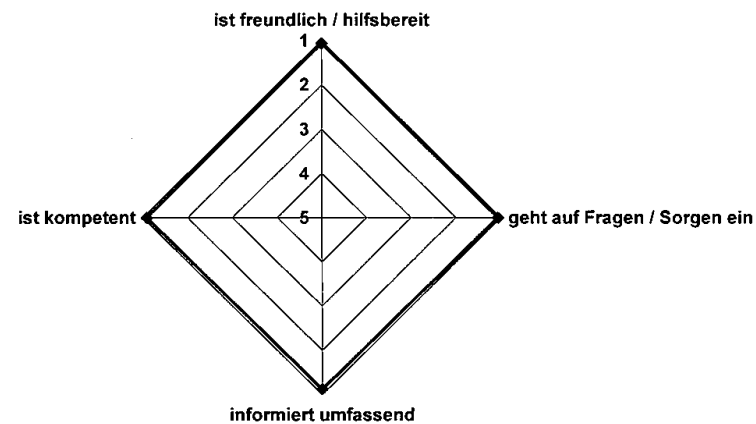 ist freundlich / hilfsbereit
1
2
3
4
ist kompetent
5
geht auf Fragen / Sorgen ein
informiert umfassend